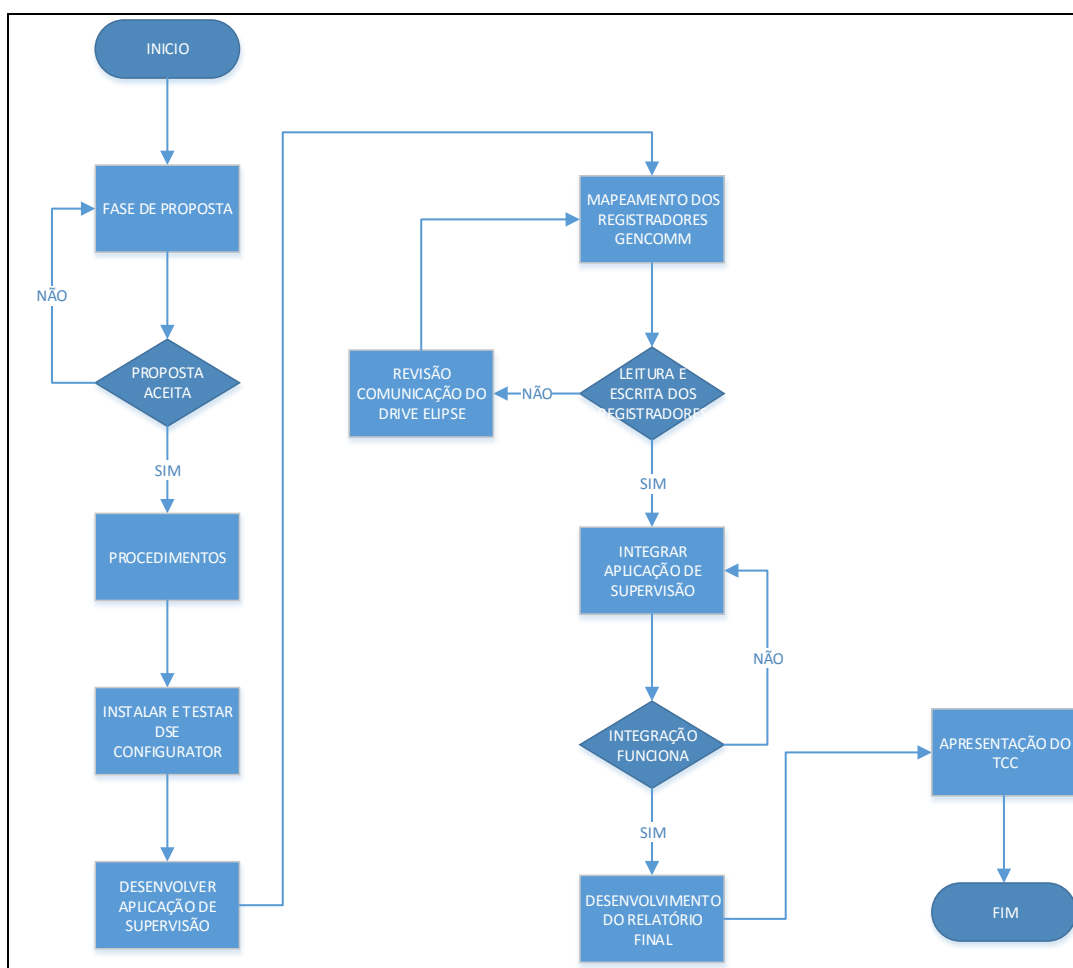 INICIO
FASE DE PROPOSTA
NÃO
PROPOSTA
ACEITA
SIM
PROCEDIMENTOS
INSTALAR E TESTAR
DSE
CONFIGURATOR
DESENVOLVER
APLICAÇÃO DE
SUPERVISÃO
MAPEAMENTO DOS
REGISTRADORES
GENCOMM
REVISÃO
COMUNICAÇÃO DO
DRIVE ELIPSE
NÃO
LEITURA E
ESCRITA DOS
REGISTRADORES
SIM
INTEGRAR
APLICAÇÃO DE
SUPERVISÃO
NÃO
INTEGRAÇÃO
FUNCIONA
SIM
DESENVOLVIMENTO
DO RELATÓRIO
FINAL
APRESENTAÇÃO DO
TCC
FIM